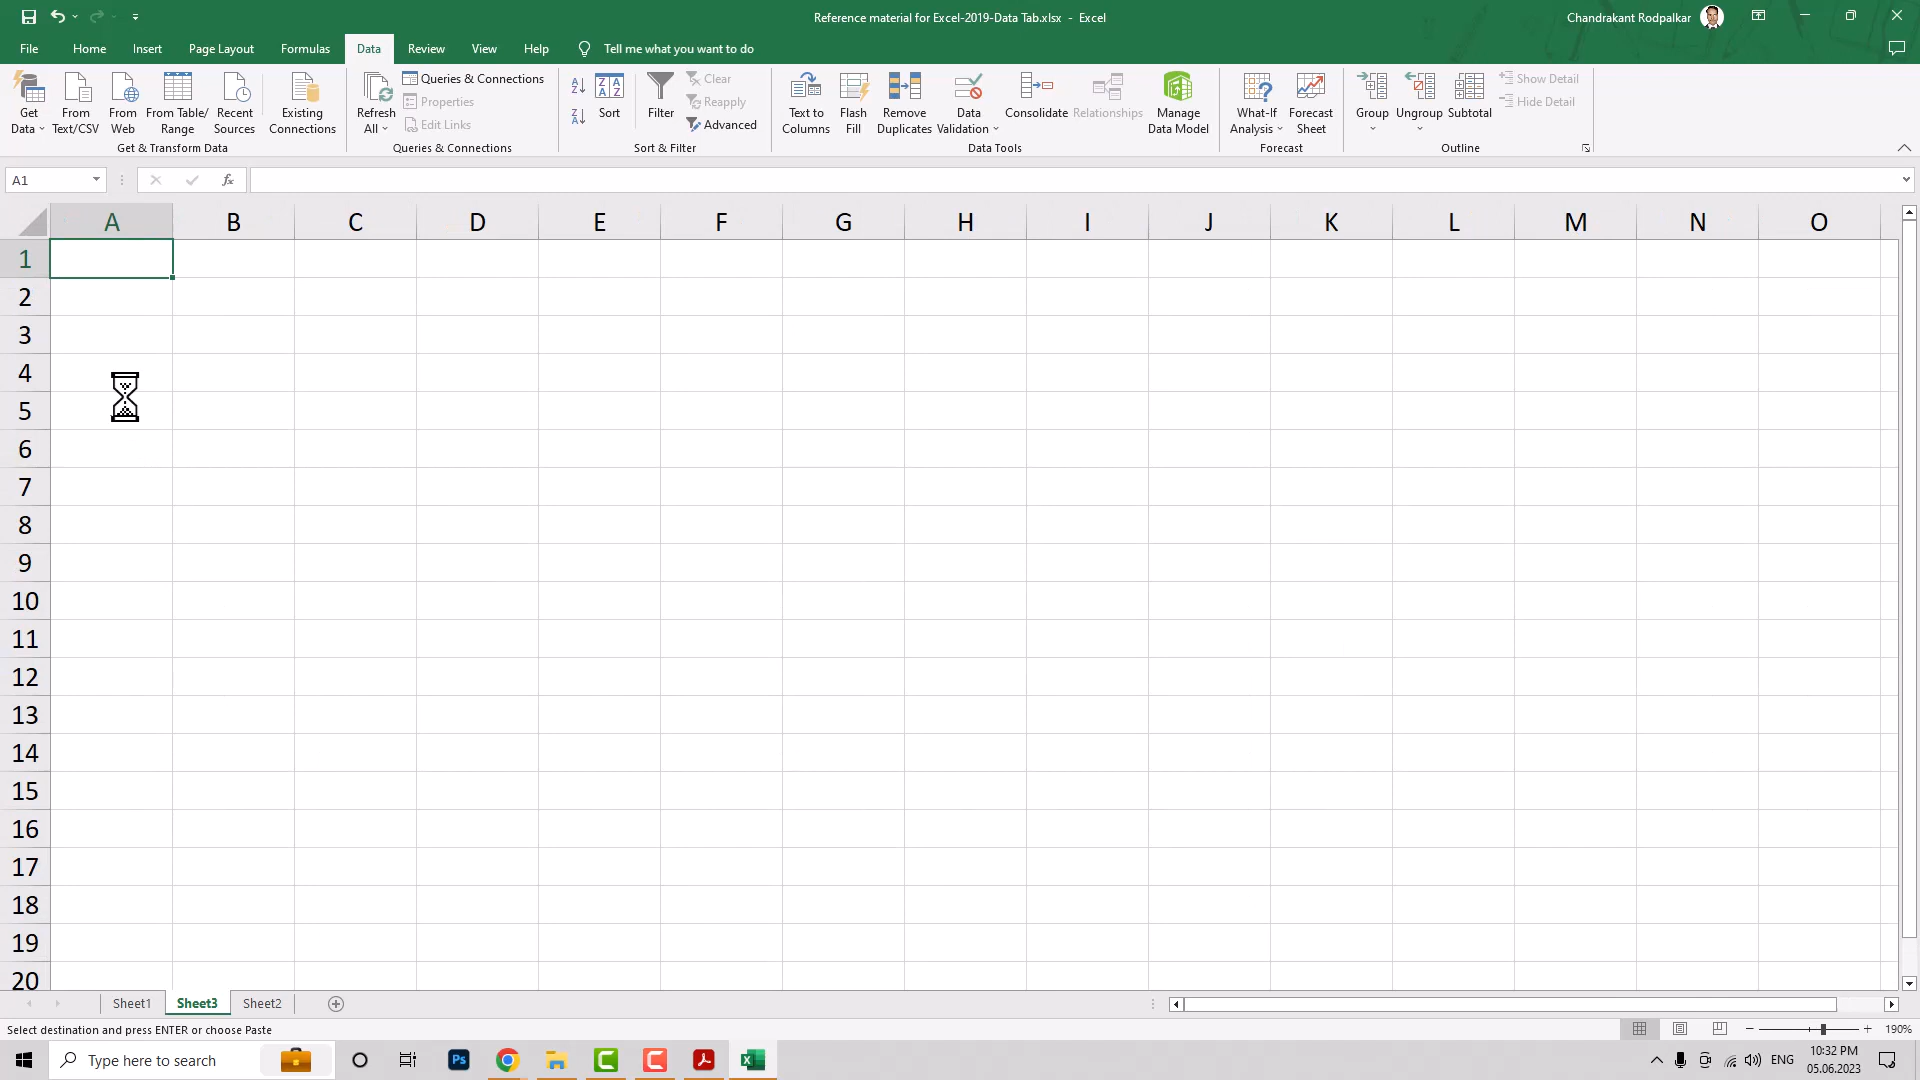 Reference material for Excel-2019-Data Tab.xlsx - Excel
Chandrakant Rodpalkar
File Home Insert Page Layout Formulas Data Review View Help Tell me what you want to do
Get Data From Text/CSV From Web From Table/ Range Recent Sources Existing Connections
Get & Transform Data
Refresh All Queries & Connections Properties Edit Links
Queries & Connections
Sort Filter Clear Reapply Advanced
Sort & Filter
Text to Columns Flash Fill Remove Duplicates Data Validation Consolidate Relationships Manage Data Model
Data Tools
What-If Analysis Forecast Sheet
Forecast
Group Ungroup Subtotal Show Detail Hide Detail
Outline
A1 fx
A B C D E F G H I J K L M N O
1
2
3
4
5
6
7
8
9
10
11
12
13
14
15
16
17
18
19
20
Sheet1 Sheet3 Sheet2
Select destination and press ENTER or choose Paste
190%
Type here to search
Ps
ENG
10:32 PM
05.06.2023